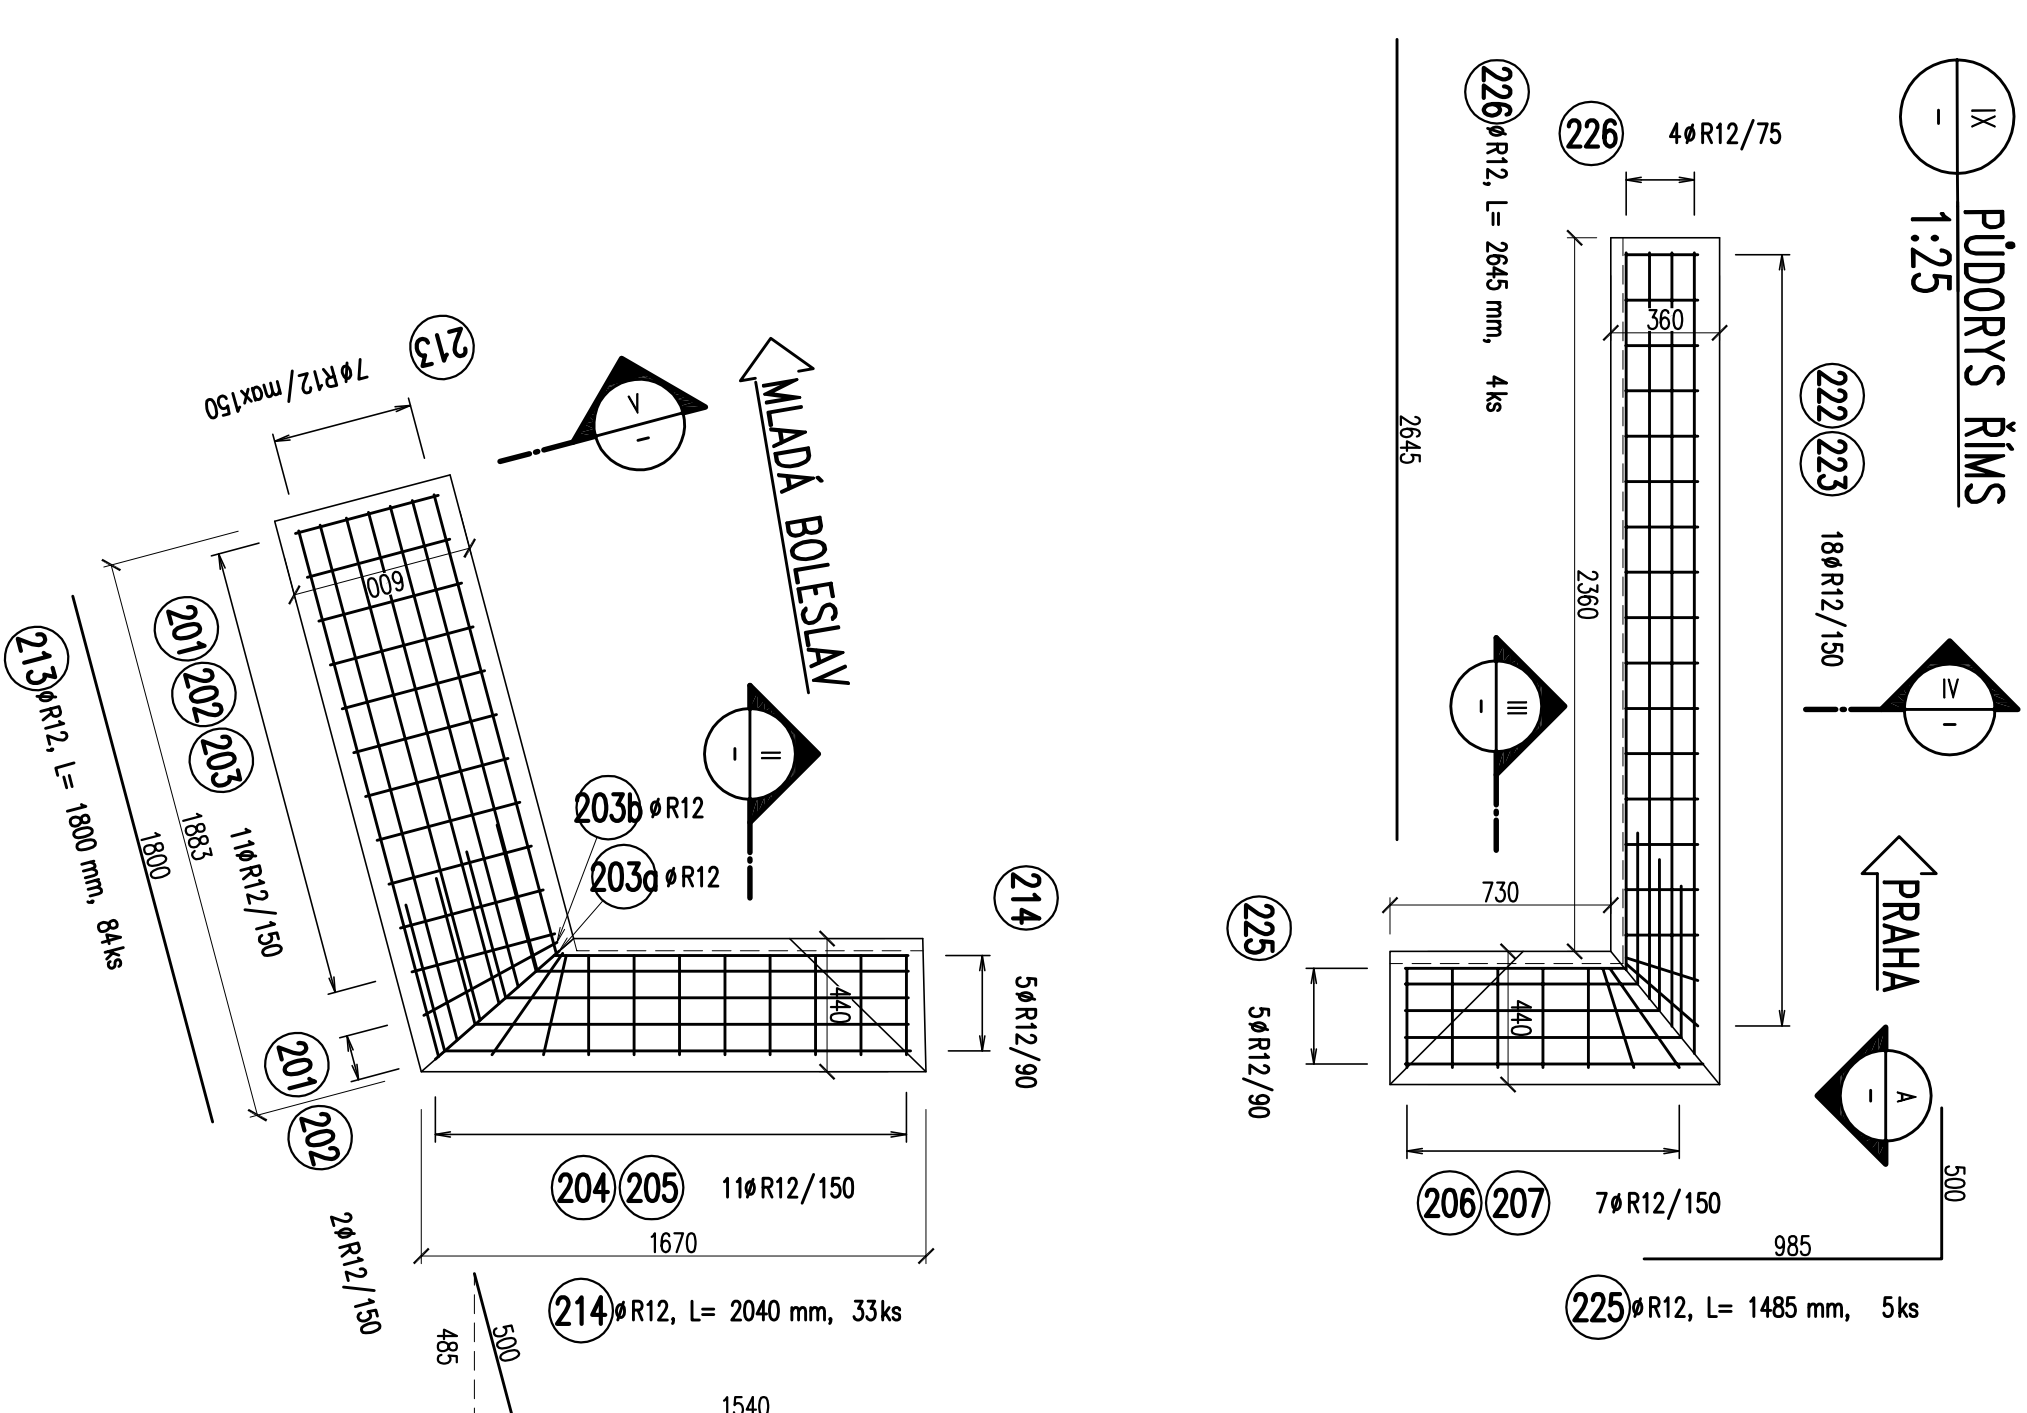 IX
–
PŮDORYS ŘÍMS
1:25
226
øR12, L= 2645 mm, 4ks
226
4øR12/75
2645
360
2360
222
223
18øR12/150
III
–
IV
–
PRAHA
A
–
730
440
225
5øR12/90
206
207
7øR12/150
500
985
225
øR12, L= 1485 mm, 5ks
213
7øR12/max150
V
–
MLADÁ BOLESLAV
600
201
202
203
11øR12/150
1883
1800
213
øR12, L= 1800 mm, 84ks
II
–
203b
øR12
203a
øR12
214
5øR12/90
440
201
202
2øR12/150
204
205
11øR12/150
1670
214
øR12, L= 2040 mm, 33ks
485
500
1540